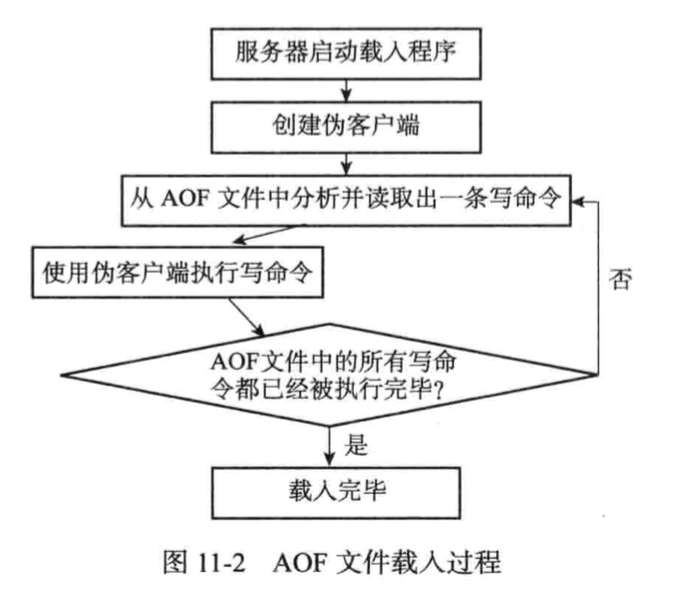 服务器启动载入程序
创建伪客户端
从 AOF 文件中分析并读取出一条写命令
使用伪客户端执行写命令
否
AOF文件中的所有写命
令都已经被执行完毕？
是
载入完毕
图 11-2 AOF 文件载入过程